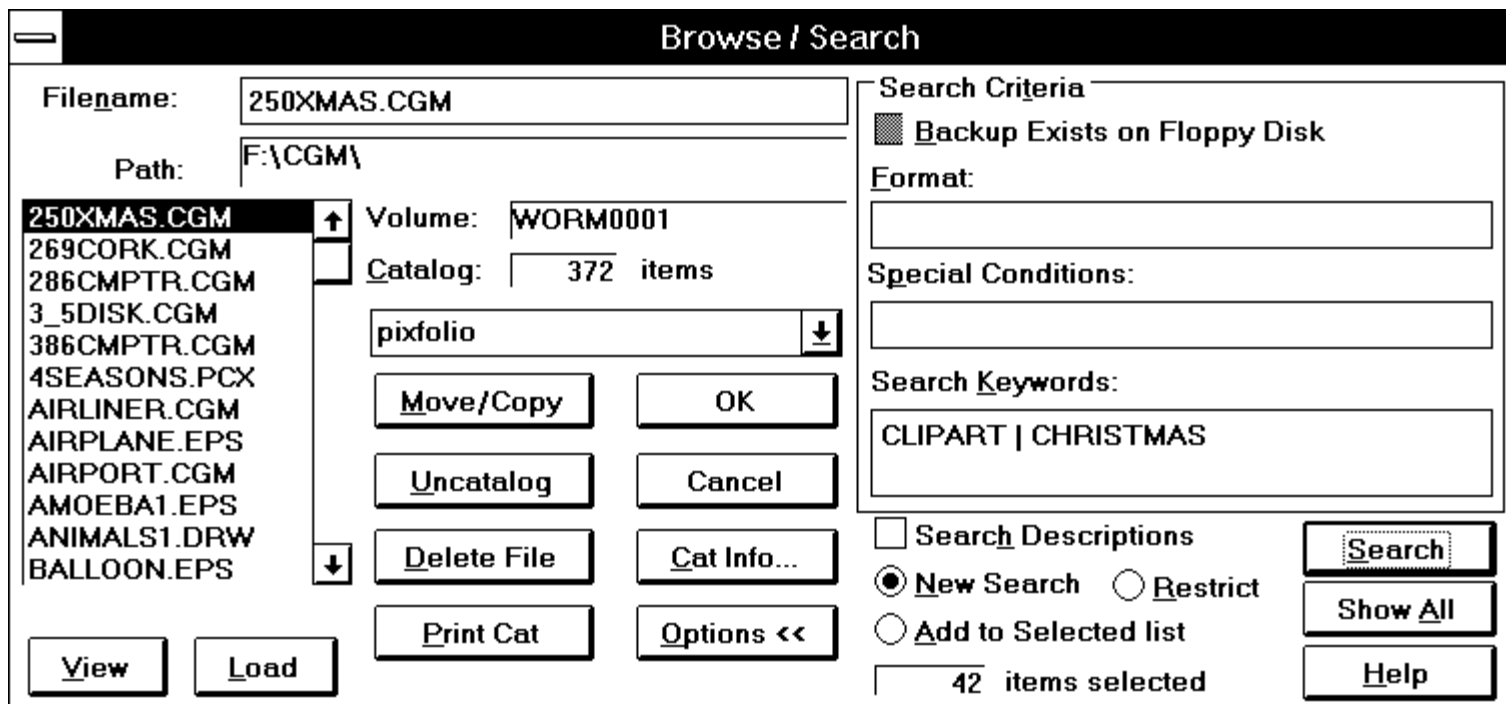 Browse / Search
Filename: 250XMAS.CGM
Path: F:\CGM\
250XMAS.CGM
269CORK.CGM
286CMPTR.CGM
3_5DISK.CGM
386CMPTR.CGM
4SEASONS.PCX
AIRLINER.CGM
AIRPLANE.EPS
AIRPORT.CGM
AMOEBA1.EPS
ANIMALS1.DRW
BALLOON.EPS
View Load
Volume: WORM0001
Catalog: 372 items
pixfolio
Move/Copy OK
Uncatalog Cancel
Delete File Cat Info...
Print Cat Options <<
Search Criteria
Backup Exists on Floppy Disk
Format:
Special Conditions:
Search Keywords:
CLIPART | CHRISTMAS
Search Descriptions
New Search Restrict
Add to Selected list
42 items selected
Search
Show All
Help